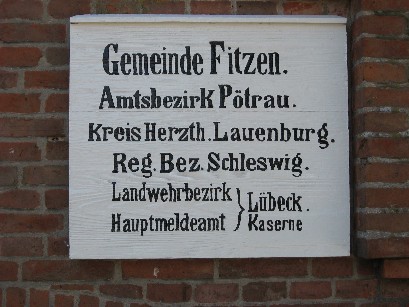 Gemeinde Fitzen.
Amtsbezirk Pötrau.
Kreis Herzth. Lauenburg.
Reg. Bez. Schleswig.
Landwehrbezirk } Lübeck.
Hauptmeldeamt } Kaserne